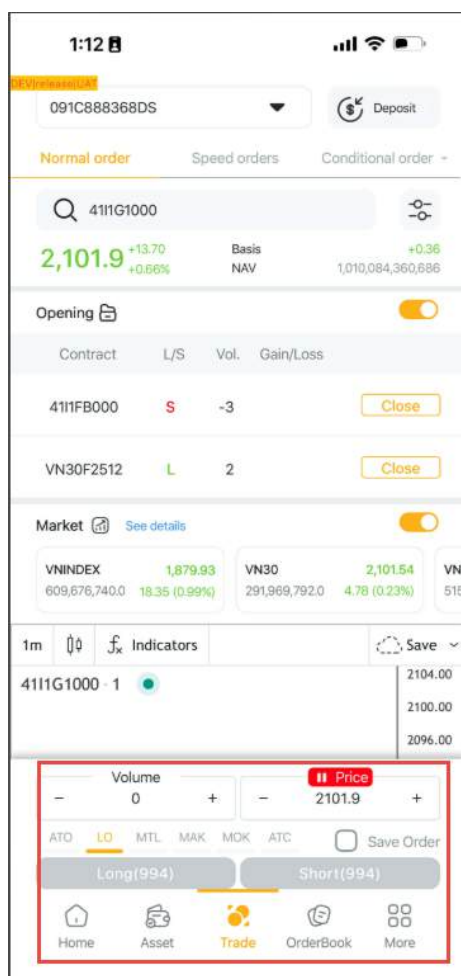 1:12
DEV|release|UAT
091C888368DS
Deposit
Normal order Speed orders Conditional order
41I1G1000
2,101.9 +13.70 Basis +0.36
+0.66% NAV 1,010,084,360,686
Opening
Contract L/S Vol. Gain/Loss
41I1FB000 S -3 Close
VN30F2512 L 2 Close
Market See details
VNINDEX 1,879.93 VN30 2,101.54 VN
609,676,740.0 18.35 (0.99%) 291,969,792.0 4.78 (0.23%) 515
1m fx Indicators Save
41I1G1000 · 1 2104.00
2100.00
2096.00
Volume Price
- 0 + - 2101.9 +
ATO LO MTL MAK MOK ATC Save Order
Long(994) Short(994)
Home Asset Trade OrderBook More